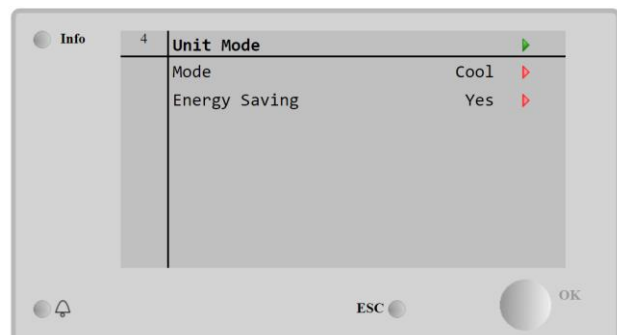 Info
4 Unit Mode
Mode Cool
Energy Saving Yes
ESC
OK